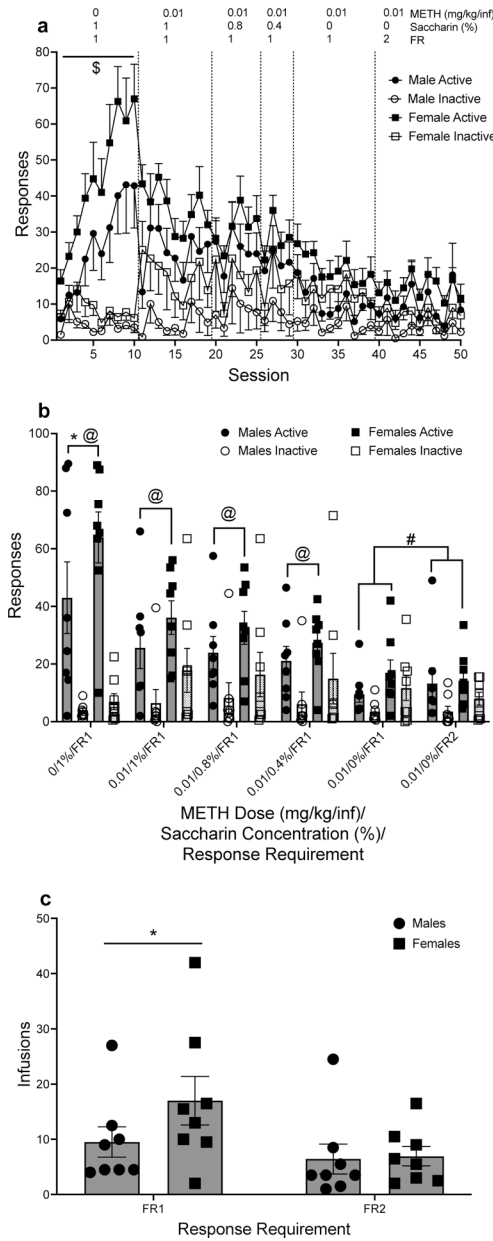 0 0.01 0.01 0.01 0.01 0.01 METH (mg/kg/inf)
1 1 0.8 0.4 0 0 Saccharin (%)
1 1 1 1 1 2 FR
a
$
80
70
60
50
40
30
20
10
0
Responses
Male Active
Male Inactive
Female Active
Female Inactive
5 10 15 20 25 30 35 40 45 50
Session
b
100
80
60
40
20
0
Responses
Males Active Females Active
Males Inactive Females Inactive
* @
@
@
@
#
0/1%/FR1
0.01/1%/FR1
0.01/0.8%/FR1
0.01/0.4%/FR1
0.01/0%/FR1
0.01/0%/FR2
METH Dose (mg/kg/inf)/
Saccharin Concentration (%)/
Response Requirement
c
50
40
30
20
10
0
Infusions
Males
Females
*
FR1 FR2
Response Requirement